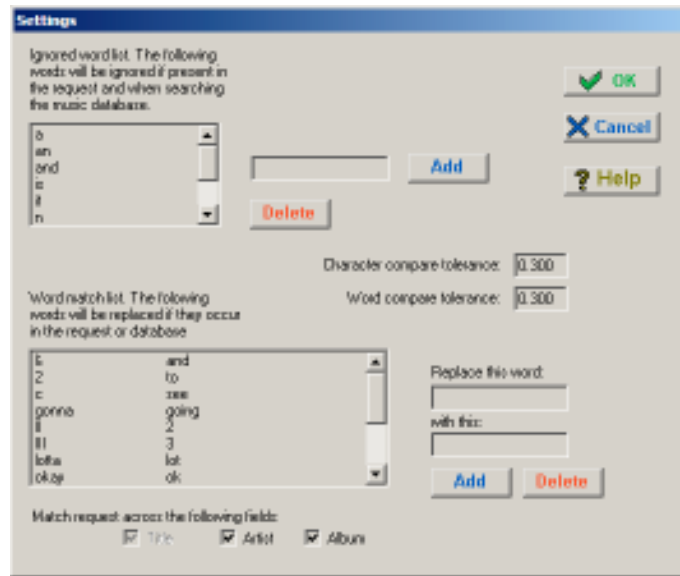 Settings
Ignored word list. The following
words will be ignored if present in
the request and when searching
the music database.
OK
Cancel
Help
a
an
and
is
it
n
Add
Delete
Character compare tolerance: 0.300
Word compare tolerance: 0.300
Word match list. The following
words will be replaced if they occur
in the request or database
& and
2 to
c see
gonna going
II 2
III 3
lotta lot
okay ok
Replace this word:
with this:
Add Delete
Match request across the following fields:
Title Artist Album